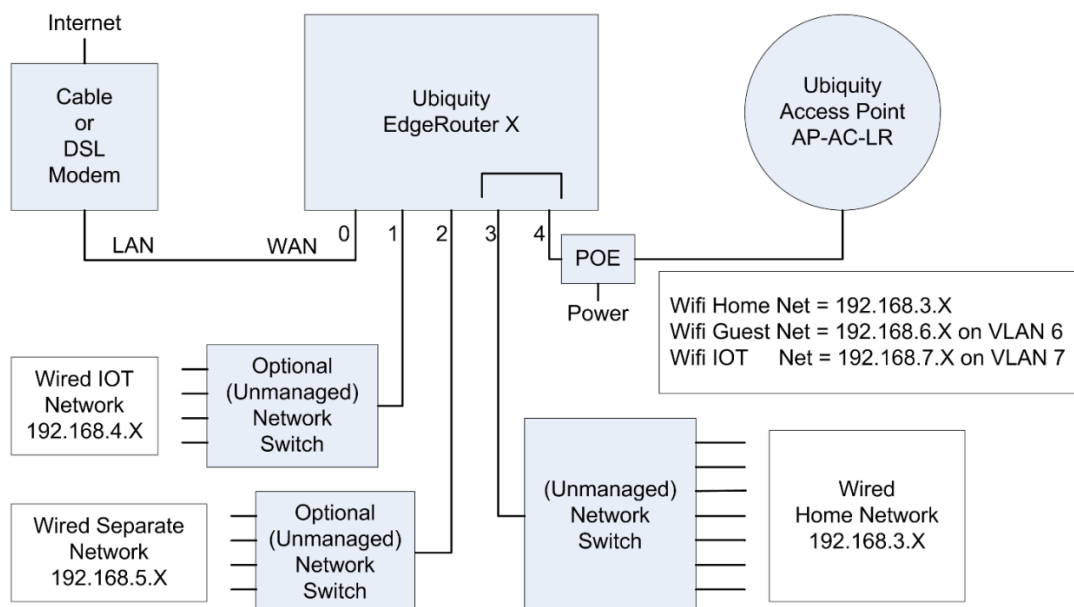 Internet
Cable
or
DSL
Modem
Ubiquity
EdgeRouter X
Ubiquity
Access Point
AP-AC-LR
LAN
WAN
0
1
2
3
4
POE
Power
Wifi Home Net = 192.168.3.X
Wifi Guest Net = 192.168.6.X on VLAN 6
Wifi IOT Net = 192.168.7.X on VLAN 7
Wired IOT
Network
192.168.4.X
Optional
(Unmanaged)
Network
Switch
Wired Separate
Network
192.168.5.X
Optional
(Unmanaged)
Network
Switch
(Unmanaged)
Network
Switch
Wired
Home Network
192.168.3.X